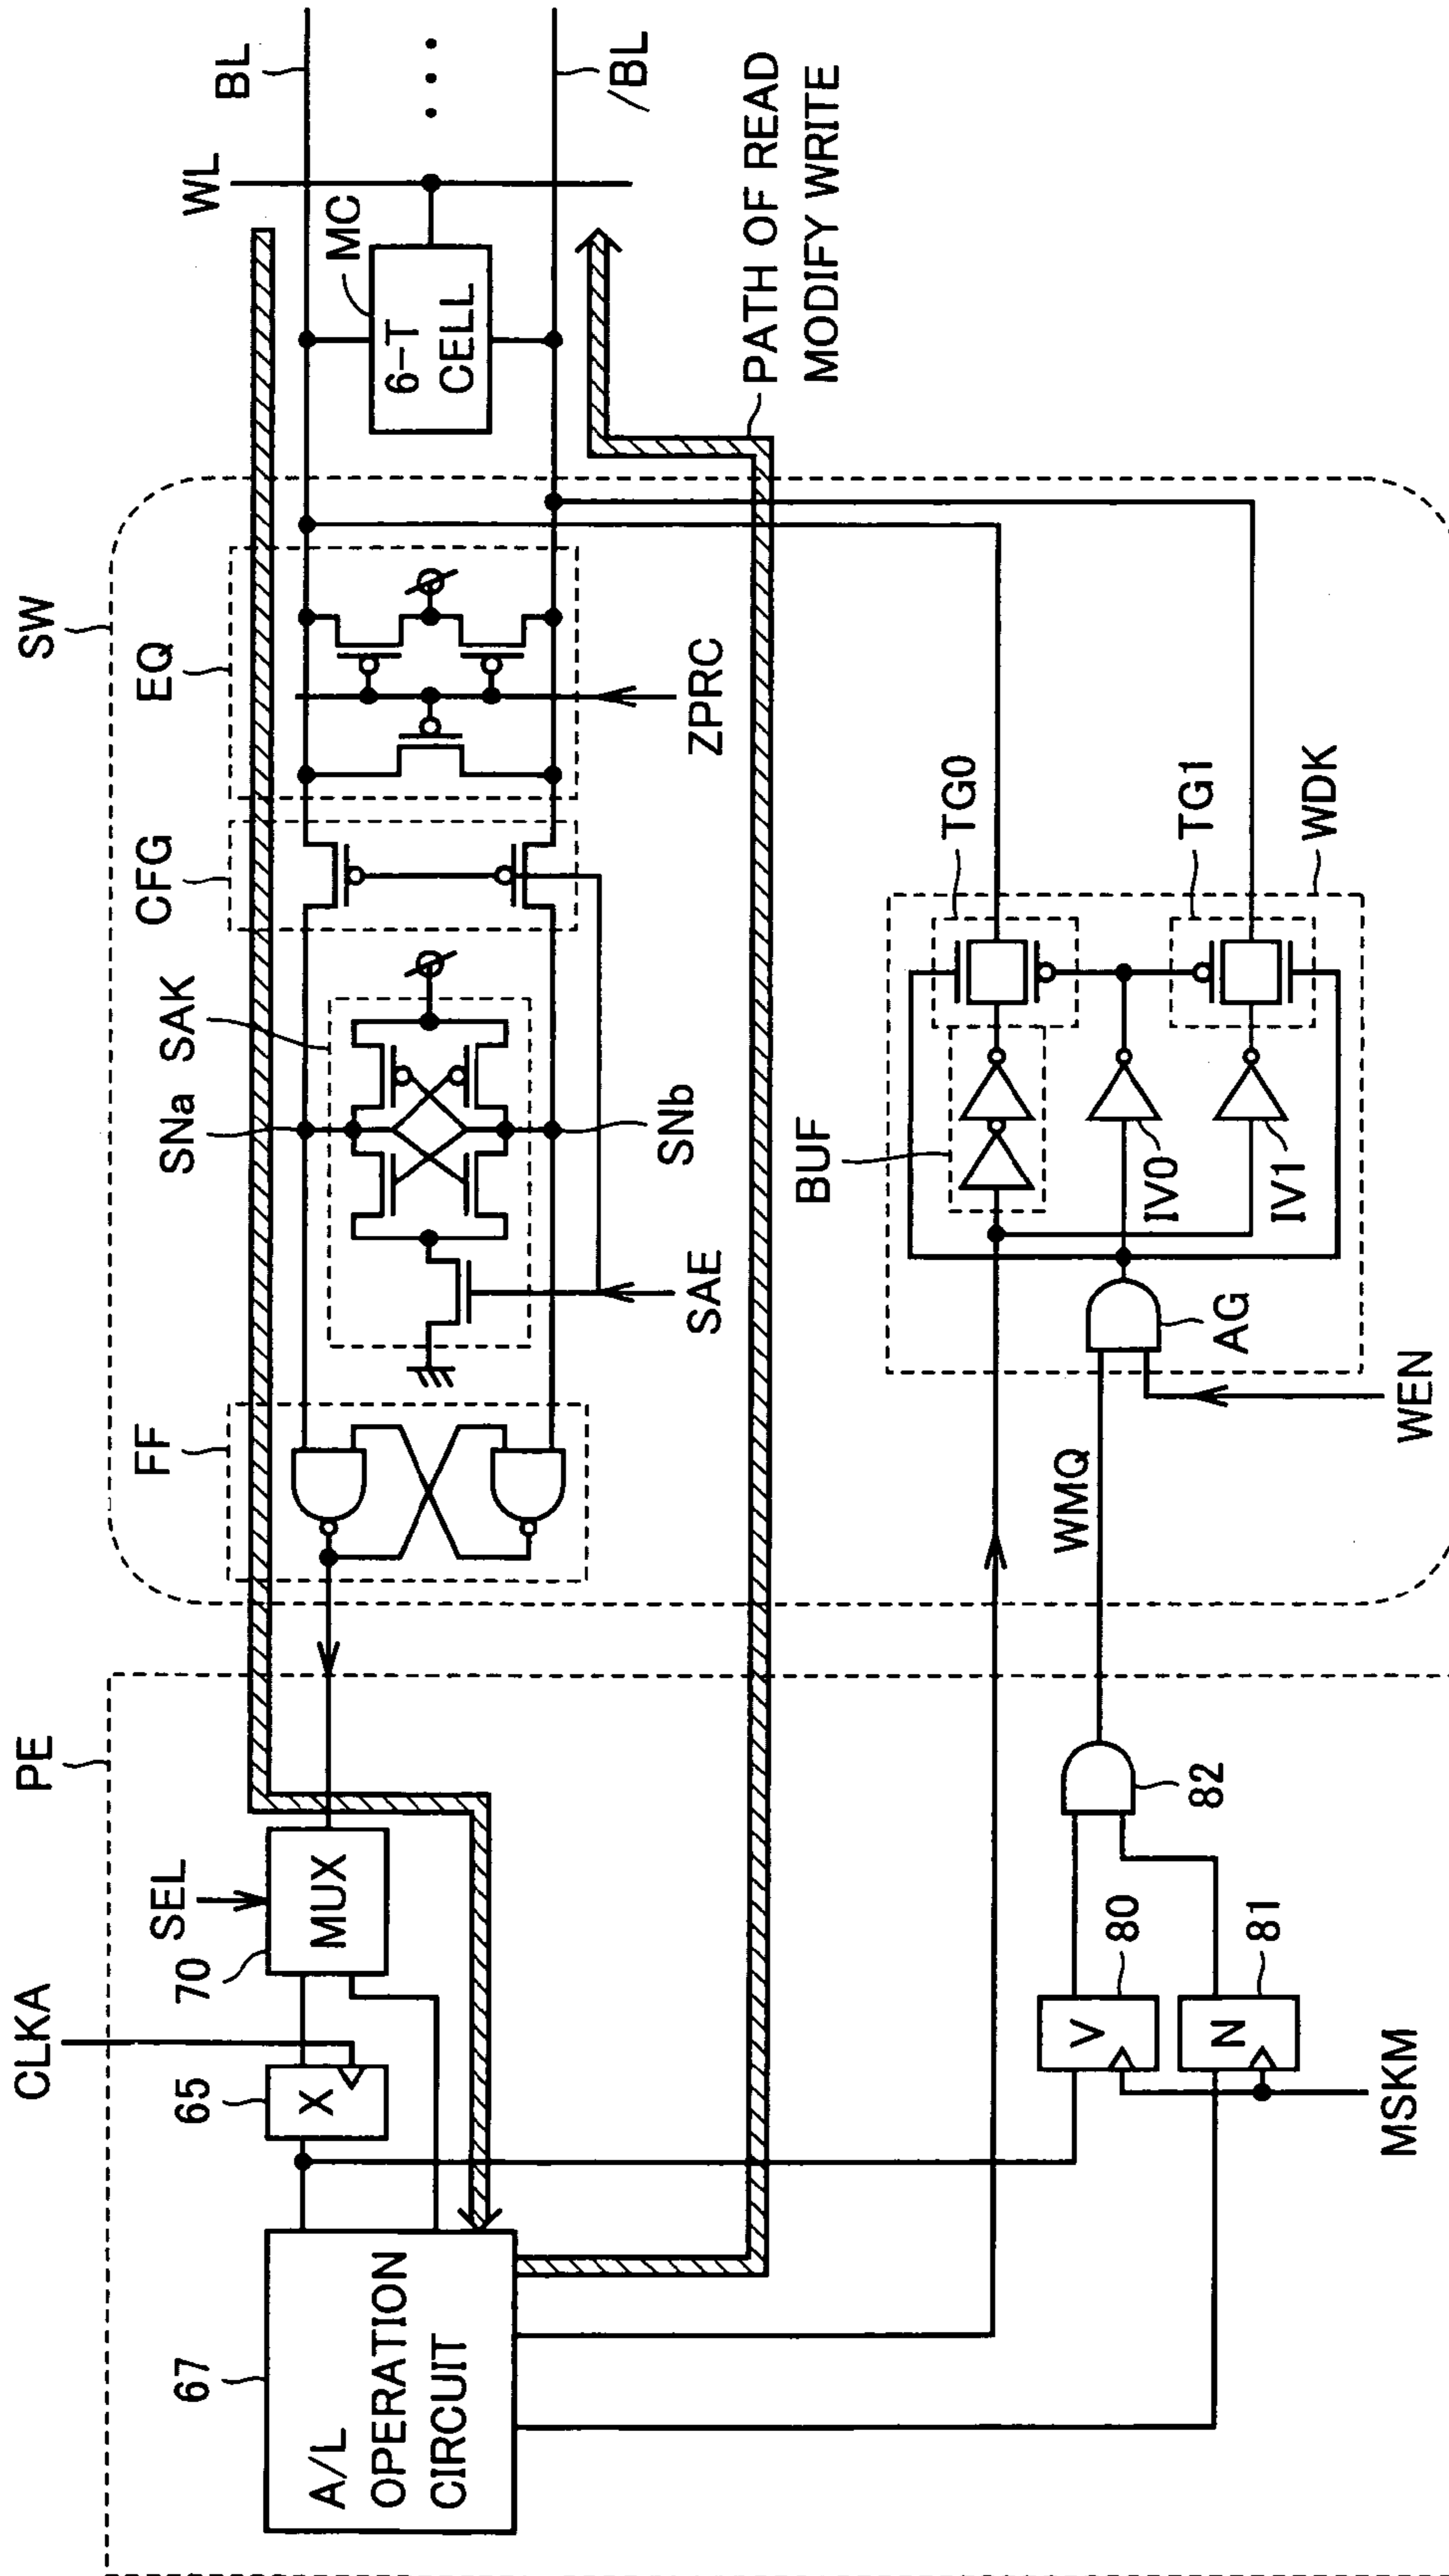 PE
SW
CLKA
SEL
WL
BL
FF
SNa
SAK
CFG
EQ
MC
67
65
X
70
MUX
6-T
CELL
A/L
OPERATION
CIRCUIT
/BL
SAE
SNb
ZPRC
PATH OF READ
MODIFY WRITE
BUF
TG0
WMQ
IV0
TG1
V
80
82
AG
IV1
WDK
N
81
MSKM
WEN